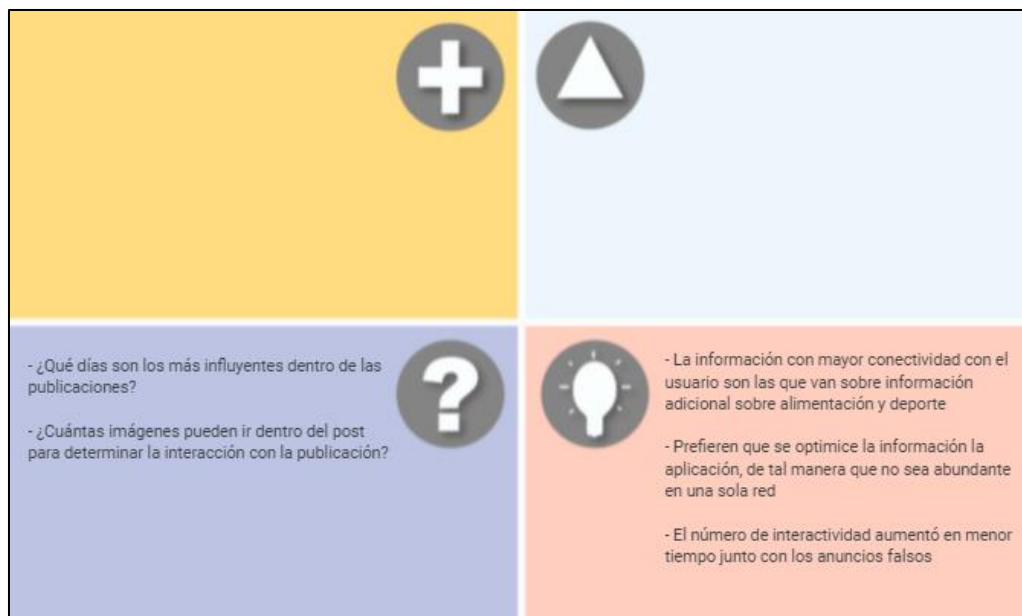 - ¿Qué días son los más influyentes dentro de las
publicaciones?
- ¿Cuántas imágenes pueden ir dentro del post
para determinar la interacción con la publicación?
- La información con mayor conectividad con el
usuario son las que van sobre información
adicional sobre alimentación y deporte
- Prefieren que se optimice la información la
aplicación, de tal manera que no sea abundante
en una sola red
- El número de interactividad aumentó en menor
tiempo junto con los anuncios falsos